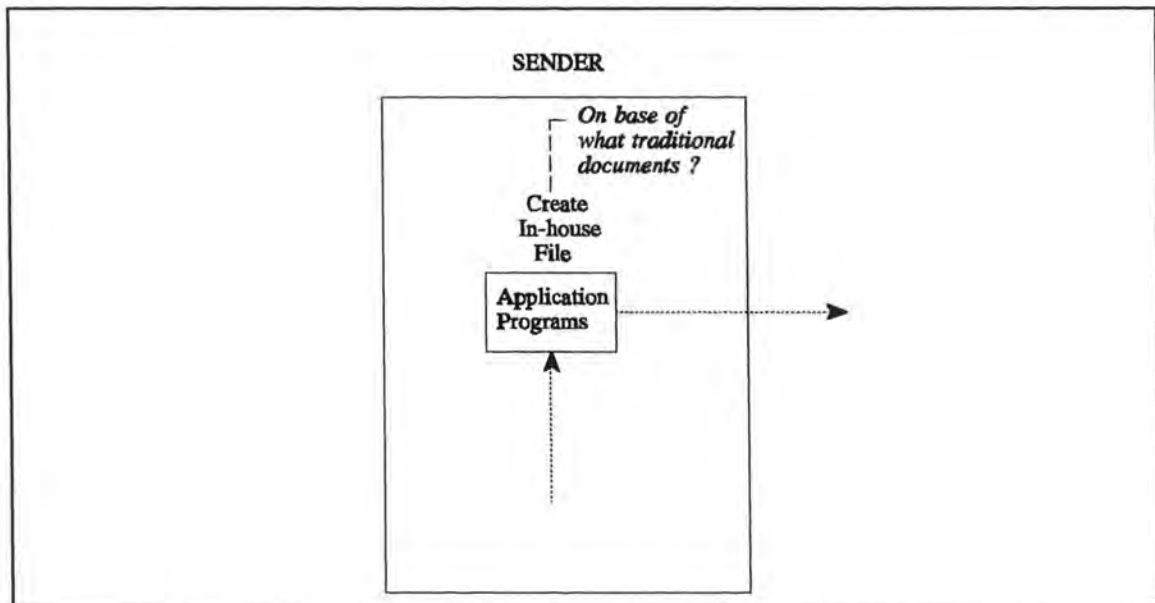 SENDER
On base of
what traditional
documents ?
Create
In-house
File
Application
Programs